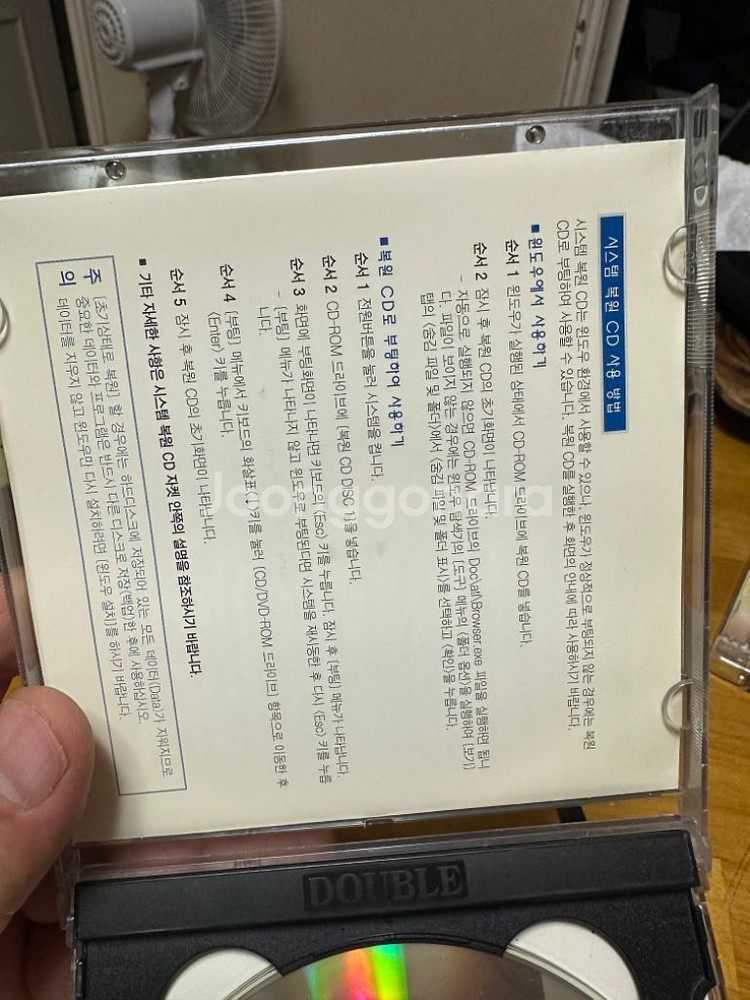 시스템 복원 CD 사용 방법
시스템 복원 CD는 윈도우 환경에서 사용할 수 있으나, 윈도우가 정상적으로 부팅되지 않는 경우에는 복원
CD로 부팅하여 사용할 수 있습니다. 복원 CD를 실행한 후 화면의 안내에 따라 사용하시기 바랍니다.
■ 윈도우에서 사용하기
순서 1 윈도우가 실행된 상태에서 CD-ROM 드라이브에 복원 CD를 넣습니다.
순서 2 잠시 후 복원 CD의 초기화면이 나타납니다.
- 자동으로 실행되지 않으면 CD-ROM 드라이브의 Doc\af\Browser.exe 파일을 실행하면 됩니
다. 파일이 보이지 않는 경우에는 윈도우 탐색기의 [도구] 메뉴의 〈폴더 옵션〉을 실행하여 [보기]
탭의 〈숨김 파일 및 폴더〉에서 〈숨김 파일 및 폴더 표시〉를 선택하고 〈확인〉을 누릅니다.
■ 복원 CD로 부팅하여 사용하기
순서 1 전원버튼을 눌러 시스템을 켭니다.
순서 2 CD-ROM 드라이브에 [복원 CD DISC 1]을 넣습니다.
순서 3 화면에 부팅화면이 나타나면 키보드의 〈Esc〉 키를 누릅니다. 잠시 후 [부팅] 메뉴가 나타납니다.
- [부팅] 메뉴가 나타나지 않고 윈도우로 부팅된다면 시스템을 재시동한 후 다시 〈Esc〉 키를 누릅
니다.
순서 4 [부팅] 메뉴에서 키보드의 화살표(↓)키를 눌러 [CD/DVD-ROM 드라이브] 항목으로 이동한 후
〈Enter〉 키를 누릅니다.
순서 5 잠시 후 복원 CD의 초기화면이 나타납니다.
■ 기타 자세한 사항은 시스템 복원 CD 자켓 안쪽의 설명을 참조하시기 바랍니다.
주 의
[초기상태로 복원] 할 경우에는 하드디스크에 저장되어 있는 모든 데이터(Data)가 지워지므로
중요한 데이터와 프로그램은 반드시 다른 디스크로 저장(백업)한 후에 사용하십시오.
데이터를 지우지 않고 윈도우만 다시 설치하려면 [윈도우 설치]를 하시기 바랍니다.
DOUBLE
Joonggonara